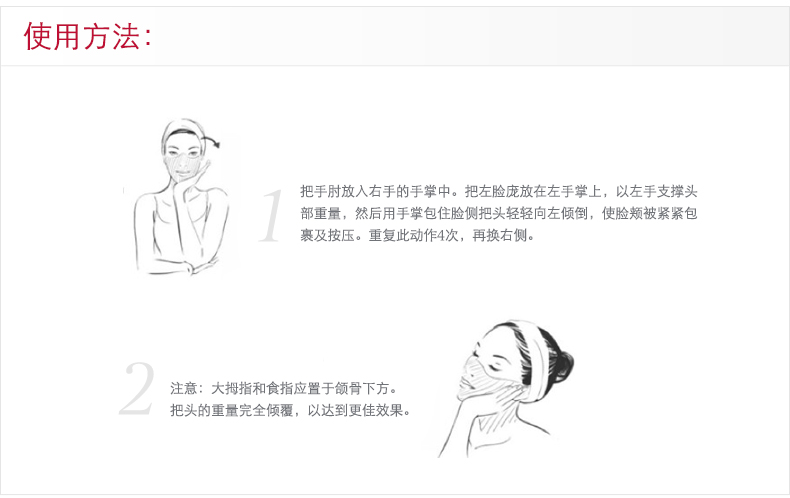 使用方法：
1
把手肘放入右手的手掌中。把左脸庞放在左手掌上，以左手支撑头
部重量，然后用手掌包住脸侧把头轻轻向左倾倒，使脸颊被紧紧包
裹及按压。重复此动作4次，再换右侧。
2
注意：大拇指和食指应置于颌骨下方。
把头的重量完全倾覆，以达到更佳效果。